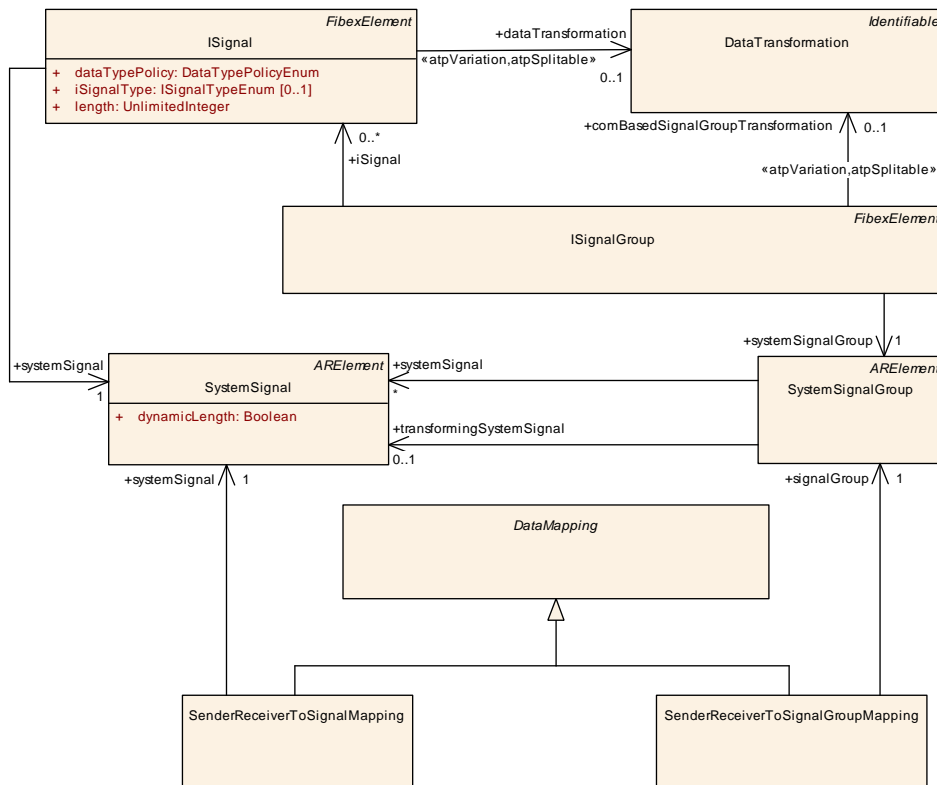 FibexElement
ISignal
+ dataTypePolicy: DataTypePolicyEnum
+ iSignalType: ISignalTypeEnum [0..1]
+ length: UnlimitedInteger
+dataTransformation
«atpVariation,atpSplitable»
0..1
Identifiable
DataTransformation
+comBasedSignalGroupTransformation
0..1
0..*
+iSignal
«atpVariation,atpSplitable»
FibexElement
ISignalGroup
+systemSignalGroup
1
+systemSignal
1
ARElement
SystemSignal
+ dynamicLength: Boolean
+systemSignal
*
+transformingSystemSignal
0..1
ARElement
SystemSignalGroup
+systemSignal
1
+signalGroup
1
DataMapping
SenderReceiverToSignalMapping
SenderReceiverToSignalGroupMapping